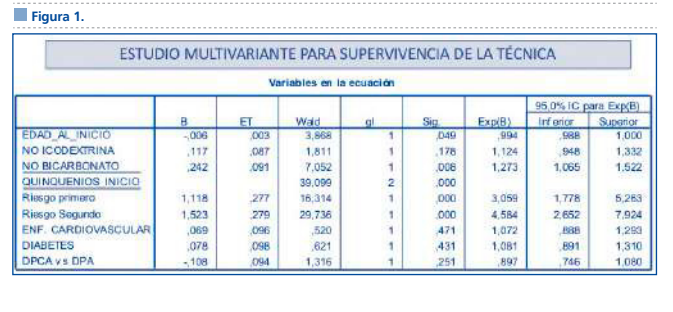 Figura 1.
ESTUDIO MULTIVARIANTE PARA SUPERVIVENCIA DE LA TÉCNICA
Variables en la ecuación
95,0% IC para Exp(B)
B ET Wald gl Sig. Exp(B) Inferior Superior
EDAD_AL_INICIO -,006 ,003 3,868 1 ,049 ,994 ,988 1,000
NO ICODEXTRINA ,117 ,087 1,811 1 ,178 1,124 ,948 1,332
NO BICARBONATO ,242 ,091 7,052 1 ,008 1,273 1,065 1,522
QUINQUENIOS INICIO 39,099 2 ,000
Riesgo primero 1,118 ,277 16,314 1 ,000 3,059 1,778 5,263
Riesgo Segundo 1,523 ,279 29,736 1 ,000 4,584 2,652 7,924
ENF. CARDIOVASCULAR ,069 ,096 ,520 1 ,471 1,072 ,888 1,293
DIABETES ,078 ,098 ,621 1 ,431 1,081 ,891 1,310
DPCA vs DPA -,108 ,094 1,316 1 ,251 ,897 ,746 1,080